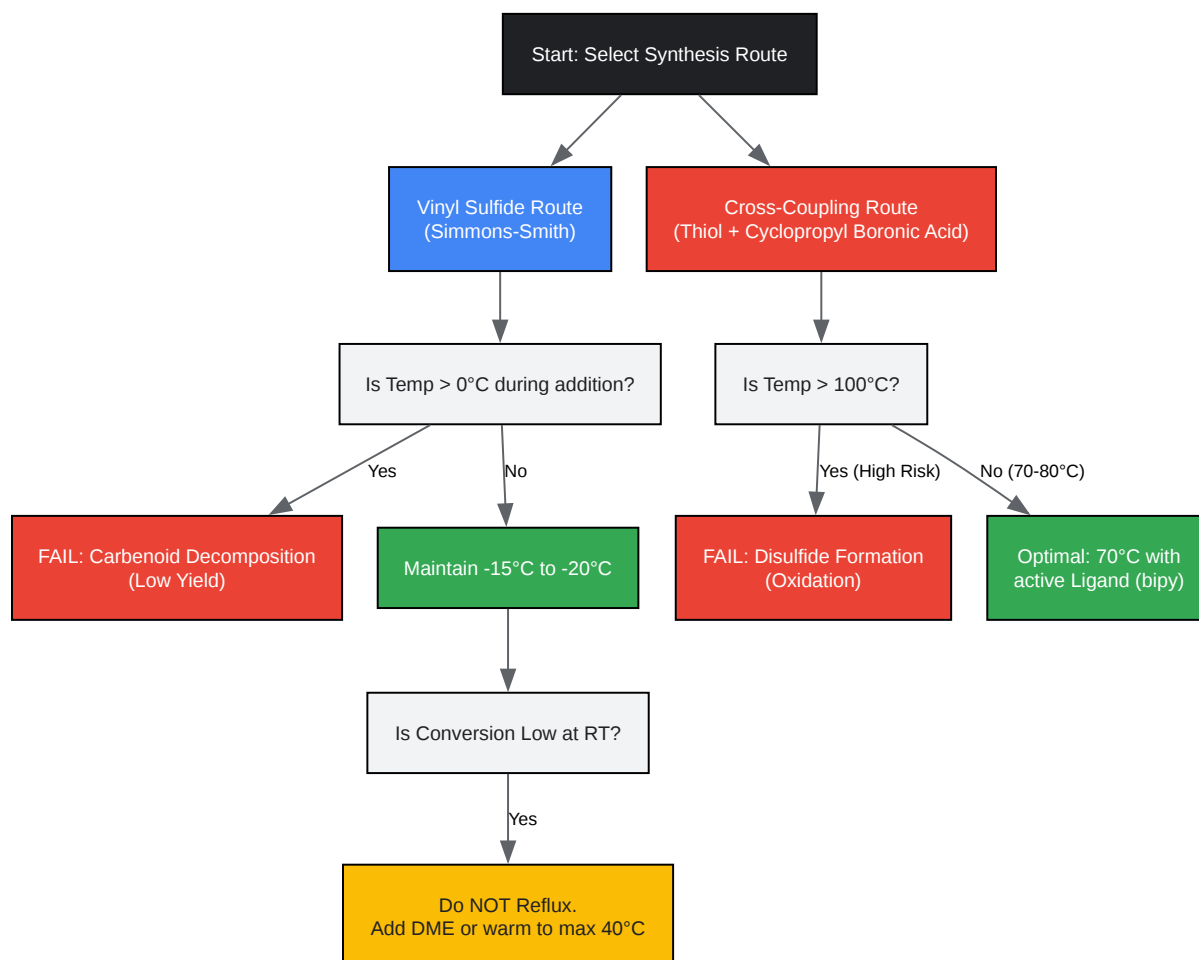 Start: Select Synthesis Route
Vinyl Sulfide Route
(Simmons-Smith)
Cross-Coupling Route
(Thiol + Cyclopropyl Boronic Acid)
Is Temp > 0°C during addition?
Is Temp > 100°C?
Yes
No
Yes (High Risk)
No (70-80°C)
FAIL: Carbenoid Decomposition
(Low Yield)
Maintain -15°C to -20°C
FAIL: Disulfide Formation
(Oxidation)
Optimal: 70°C with
active Ligand (bipy)
Is Conversion Low at RT?
Yes
Do NOT Reflux.
Add DME or warm to max 40°C